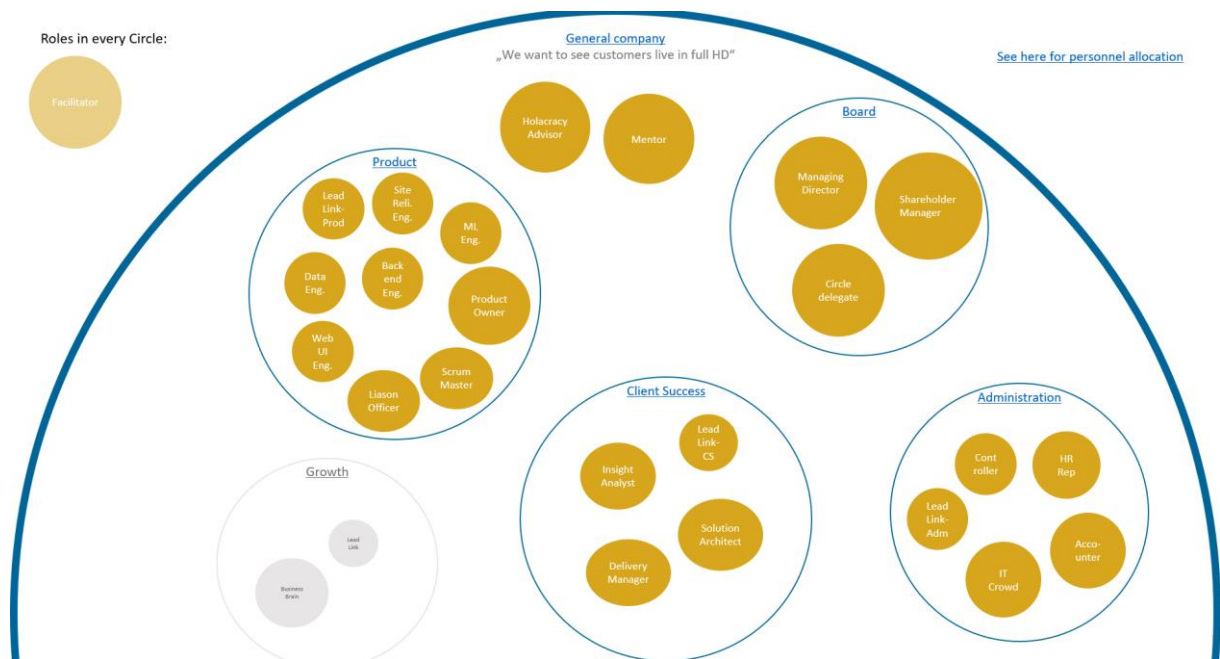 Roles in every Circle:
Facilitator
General company
„We want to see customers live in full HD“
See here for personnel allocation
Holacracy
Advisor
Mentor
Board
Managing
Director
Shareholder
Manager
Circle
delegate
Product
Lead
Link-
Prod
Site
Reli.
Eng.
ML
Eng.
Data
Eng.
Back
end
Eng.
Product
Owner
Web
UI
Eng.
Liason
Officer
Scrum
Master
Client Success
Lead
Link-
CS
Insight
Analyst
Solution
Architect
Delivery
Manager
Administration
Cont
roller
HR
Rep
Lead
Link-
Adm
Acco-
unter
IT
Crowd
Growth
Lead
Link
Business
Brain